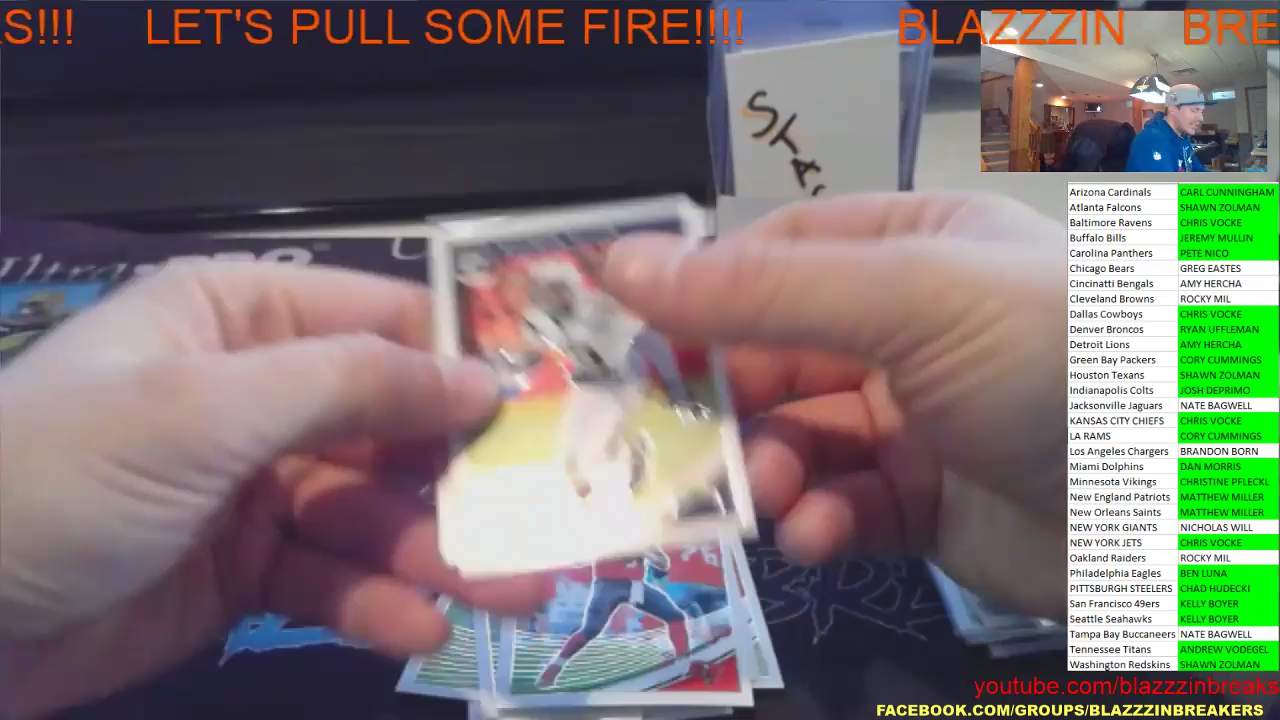 S!!! LET'S PULL SOME FIRE!!!! BLAZZZIN BRE
Ultra
Arizona Cardinals CARL CUNNINGHAM
Atlanta Falcons SHAWN ZOLMAN
Baltimore Ravens CHRIS VOCKE
Buffalo Bills JEREMY MULLIN
Carolina Panthers PETE NICO
Chicago Bears GREG EASTES
Cincinatti Bengals AMY HERCHA
Cleveland Browns ROCKY MIL
Dallas Cowboys CHRIS VOCKE
Denver Broncos RYAN UFFLEMAN
Detroit Lions AMY HERCHA
Green Bay Packers CORY CUMMINGS
Houston Texans SHAWN ZOLMAN
Indianapolis Colts JOSH DEPRIMO
Jacksonville Jaguars NATE BAGWELL
KANSAS CITY CHIEFS CHRIS VOCKE
LA RAMS CORY CUMMINGS
Los Angeles Chargers BRANDON BORN
Miami Dolphins DAN MORRIS
Minnesota Vikings CHRISTINE PFLECKL
New England Patriots MATTHEW MILLER
New Orleans Saints MATTHEW MILLER
NEW YORK GIANTS NICHOLAS WILL
NEW YORK JETS CHRIS VOCKE
Oakland Raiders ROCKY MIL
Philadelphia Eagles BEN LUNA
PITTSBURGH STEELERS CHAD HUDECKI
San Francisco 49ers KELLY BOYER
Seattle Seahawks KELLY BOYER
Tampa Bay Buccaneers NATE BAGWELL
Tennessee Titans ANDREW VODEGEL
Washington Redskins SHAWN ZOLMAN
youtube.com/blazzzinbreaks
FACEBOOK.COM/GROUPS/BLAZZZINBREAKERS